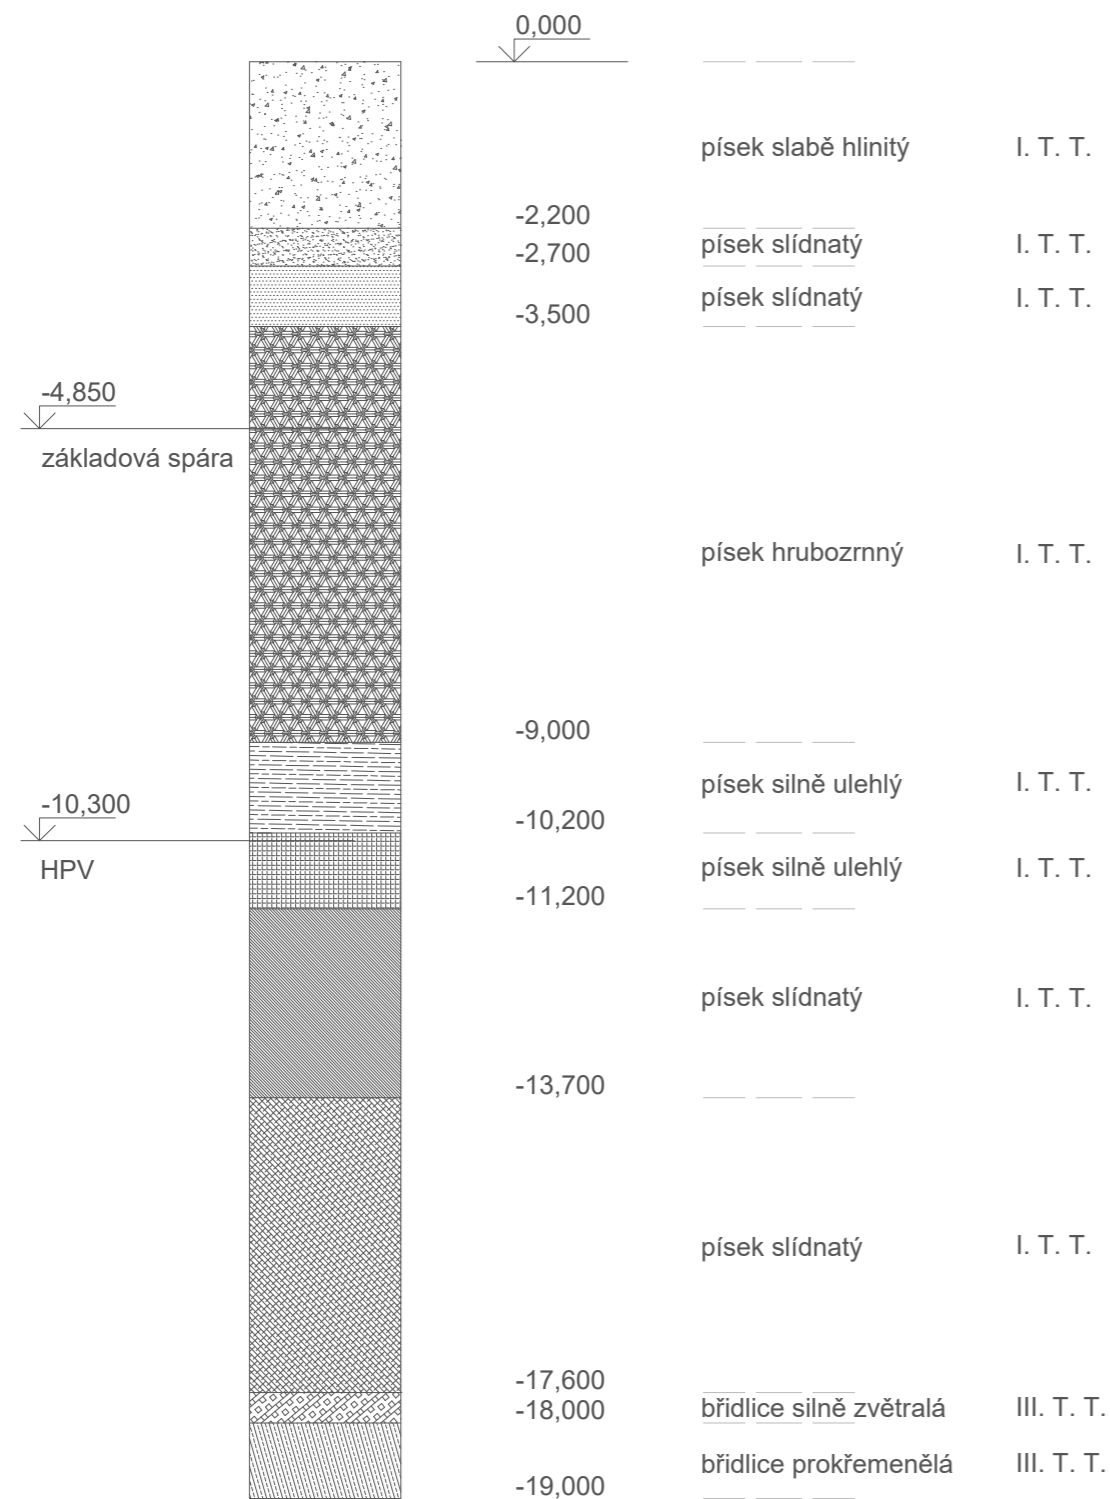 0,000
písek slabě hlinitý I. T. T.
-2,200
písek slídnatý I. T. T.
-2,700
písek slídnatý I. T. T.
-3,500
-4,850
základová spára
písek hrubozrnný I. T. T.
-9,000
písek silně ulehlý I. T. T.
-10,300
-10,200
HPV
písek silně ulehlý I. T. T.
-11,200
písek slídnatý I. T. T.
-13,700
písek slídnatý I. T. T.
-17,600
-18,000
břidlice silně zvětralá III. T. T.
břidlice prokřemenělá III. T. T.
-19,000